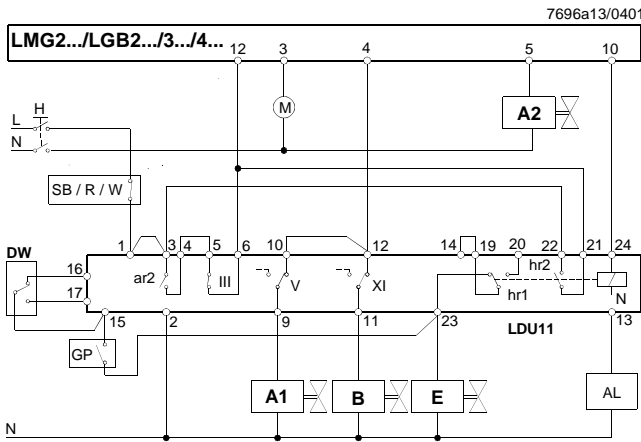 7696a13/0401
LMG2.../LGB2.../3.../4...
12 3 4 5 10
M
A2
L H
N
SB / R / W
DW
1 3 4 5 6 10 12 14 19 20 22 21 24
16
17
ar2 III V XI hr1 hr2 N
15 2 9 11 23 LDU11 13
GP
A1 B E AL
N